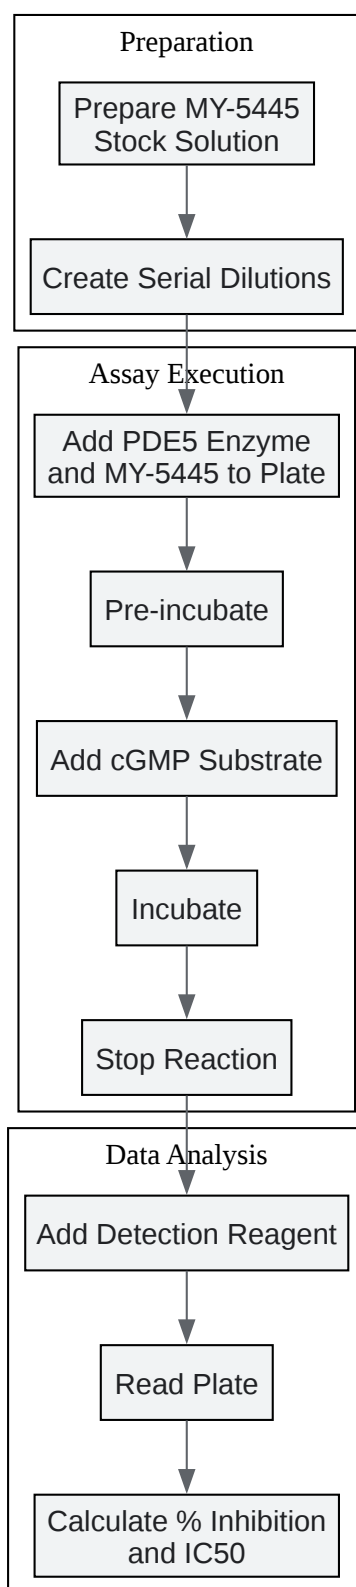 Preparation
Prepare MY-5445
Stock Solution
Create Serial Dilutions
Assay Execution
Add PDE5 Enzyme
and MY-5445 to Plate
Pre-incubate
Add cGMP Substrate
Incubate
Stop Reaction
Data Analysis
Add Detection Reagent
Read Plate
Calculate % Inhibition
and IC50